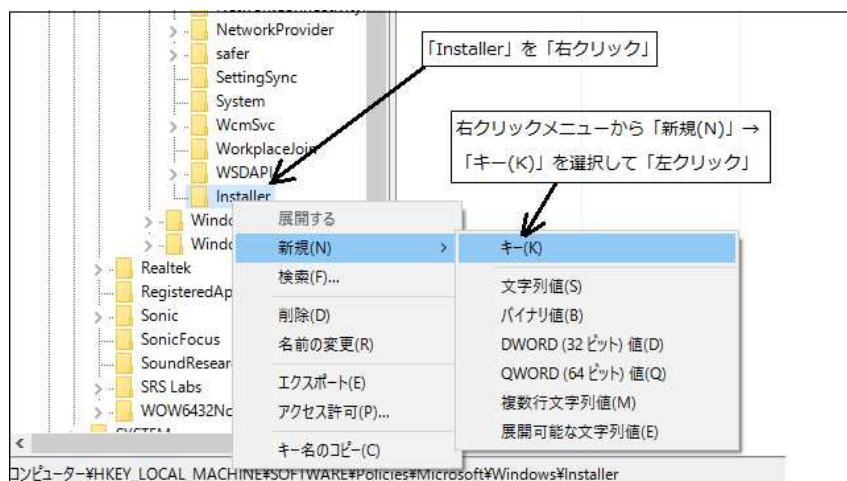 NetworkProvider
safer
SettingSync
System
WcmSvc
WorkplaceJoin
WSDAPI
Installer
「Installer」を「右クリック」
右クリックメニューから「新規(N)」→
「キー(K)」を選択して「左クリック」
Windo
Windo
Realtek
RegisteredAp
Sonic
SonicFocus
SoundResear
SRS Labs
WOW6432No
展開する
新規(N)
検索(F)...
削除(D)
名前の変更(R)
エクスポート(E)
アクセス許可(P)...
キー名のコピー(C)
キー(K)
文字列値(S)
バイナリ値(B)
DWORD (32 ビット) 値(D)
QWORD (64 ビット) 値(Q)
複数行文字列値(M)
展開可能な文字列値(E)
コンピューター¥HKEY_LOCAL_MACHINE¥SOFTWARE¥Policies¥Microsoft¥Windows¥Installer